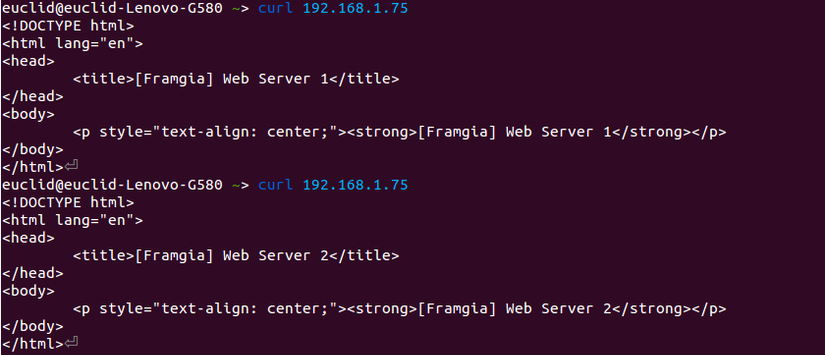 euclid@euclid-Lenovo-G580 ~> curl 192.168.1.75
<!DOCTYPE html>
<html lang="en">
<head>
        <title>[Framgia] Web Server 1</title>
</head>
<body>
        <p style="text-align: center;"><strong>[Framgia] Web Server 1</strong></p>
</body>
</html>⏎
euclid@euclid-Lenovo-G580 ~> curl 192.168.1.75
<!DOCTYPE html>
<html lang="en">
<head>
        <title>[Framgia] Web Server 2</title>
</head>
<body>
        <p style="text-align: center;"><strong>[Framgia] Web Server 2</strong></p>
</body>
</html>⏎